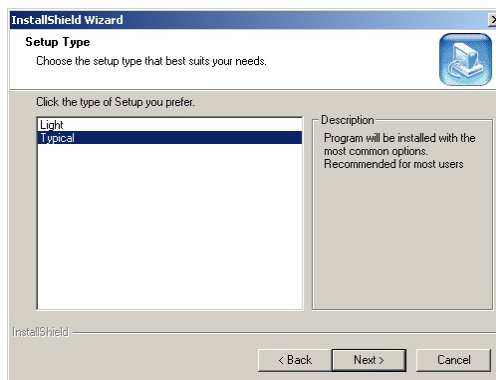 InstallShield Wizard
Setup Type
Choose the setup type that best suits your needs.
Click the type of Setup you prefer.
Light
Typical
Description
Program will be installed with the
most common options.
Recommended for most users
InstallShield
< Back
Next >
Cancel